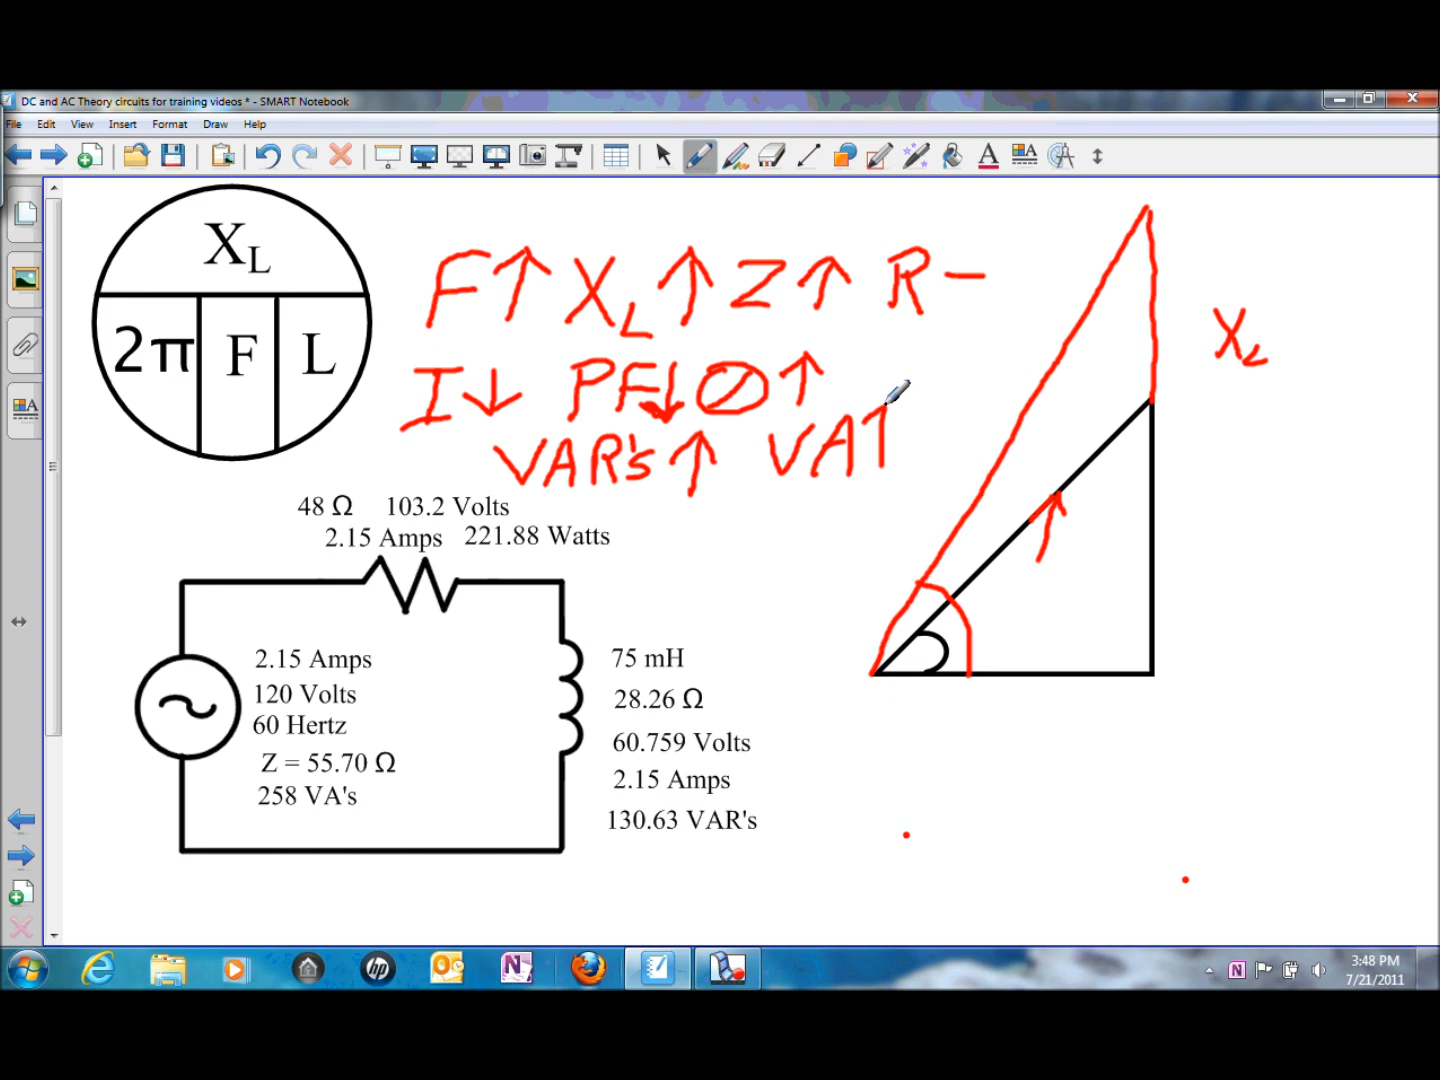 DC and AC Theory circuits for training videos * - SMART Notebook
File Edit View Insert Format Draw Help
X_L
2π F L
F↑ X_L↑ Z↑ R −
I↓ PF↓ ∅↑
VAR's↑ VA↑
X_L
48 Ω 103.2 Volts
2.15 Amps 221.88 Watts
2.15 Amps
120 Volts
60 Hertz
Z = 55.70 Ω
258 VA's
75 mH
28.26 Ω
60.759 Volts
2.15 Amps
130.63 VAR's
3:48 PM
7/21/2011